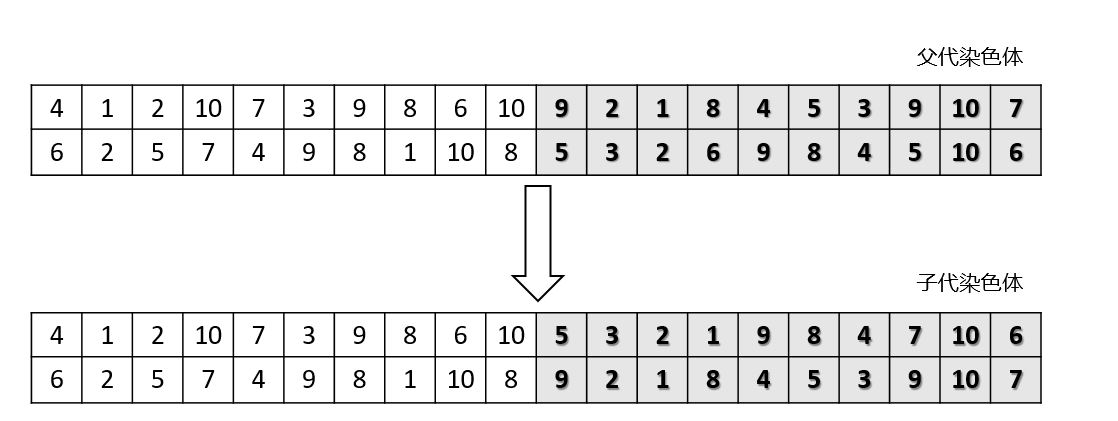 父代染色体
4 1 2 10 7 3 9 8 6 10 9 2 1 8 4 5 3 9 10 7
6 2 5 7 4 9 8 1 10 8 5 3 2 6 9 8 4 5 10 6
子代染色体
4 1 2 10 7 3 9 8 6 10 5 3 2 1 9 8 4 7 10 6
6 2 5 7 4 9 8 1 10 8 9 2 1 8 4 5 3 9 10 7